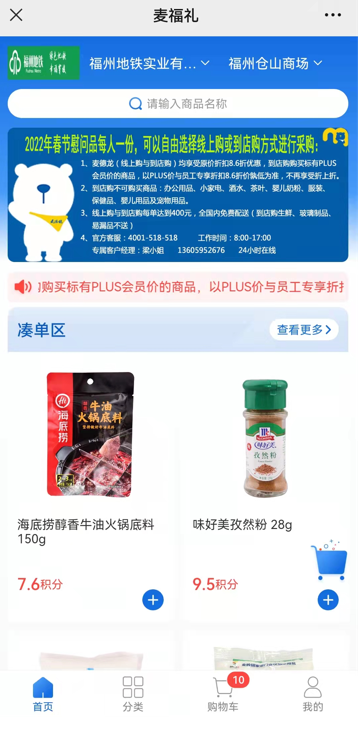 麦福礼
福州地铁
Fuzhou Metro
福州地铁实业有...
福州仓山商场
请输入商品名称
2022年春节慰问品每人一份，可以自由选择线上购或到店购方式进行采购：
1、麦德龙（线上购与到店购）均享受原价折扣8.6折优惠，到店购购买标有PLUS
会员价的商品，以PLUS价与员工专享折扣8.6折价孰低为准，不再享受折上折。
2、到店购不可购买商品：办公用品、小家电、酒水、茶叶、婴儿奶粉、服装、
保健品、婴儿用品及宠物用品。
3、线上购与到店购每单达到400元，全国内免费配送（到店购生鲜、玻璃制品、
易漏品不送）
4、官方客服：4001-518-518 工作时间：8:00-17:00
专属客户经理：梁小姐 13605952676 24小时在线
购买标有PLUS会员价的商品，以PLUS价与员工专享折扣
凑单区
查看更多
海底捞
牛油
火锅底料
味好美
孜然粉
海底捞醇香牛油火锅底料
150g
味好美孜然粉 28g
7.6积分
9.5积分
10
首页
分类
购物车
我的